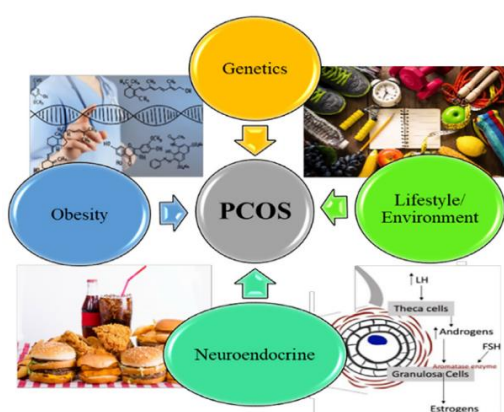 Genetics
Obesity
PCOS
Lifestyle/
Environment
Neuroendocrine
↑LH
Theca cells
↑Androgens
FSH
Aromatase enzyme
Granulosa Cells
Estrogens